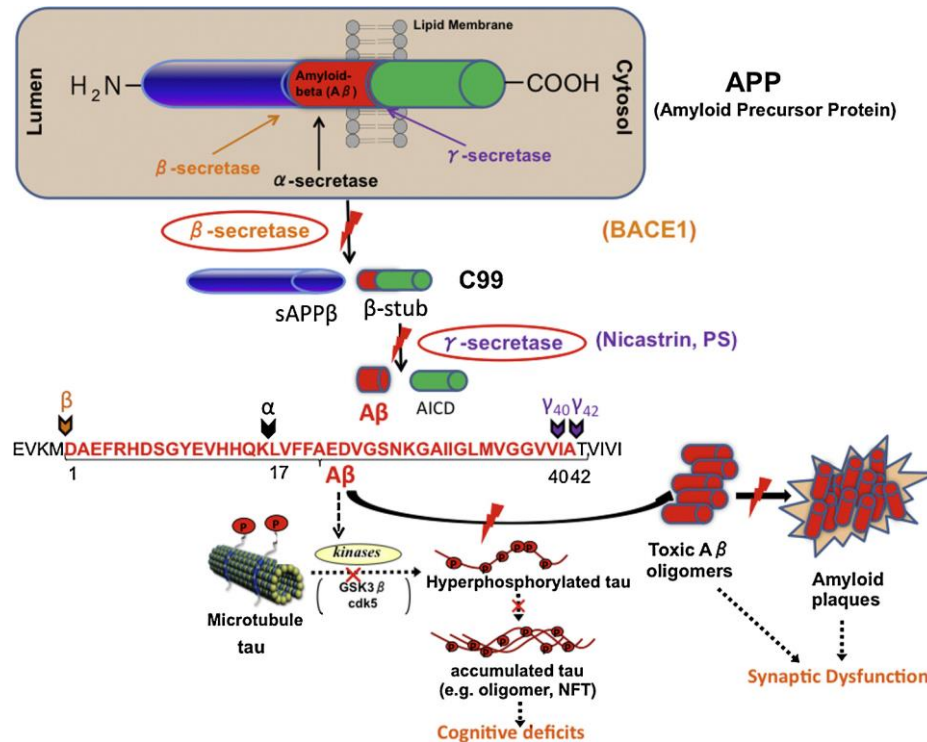 Lipid Membrane
Lumen
H₂N
Amyloid-
beta (Aβ)
COOH
Cytosol
APP
(Amyloid Precursor Protein)
β-secretase
α-secretase
γ-secretase
β-secretase
(BACE1)
sAPPβ
β-stub
C99
γ-secretase
(Nicastrin, PS)
Aβ
AICD
β
α
γ40
γ42
EVKMDAEFRHDSGYEVHHQKLVFFAEDVGSNKGAIIGLMVGGVVIATVIVI
1
17
40
42
Aβ
P
P
kinases
GSK3β
cdk5
Microtubule
tau
P
P
P
P
P
Hyperphosphorylated tau
P
P
P
P
P
P
P
accumulated tau
(e.g. oligomer, NFT)
Cognitive deficits
Toxic Aβ
oligomers
Amyloid
plaques
Synaptic Dysfunction